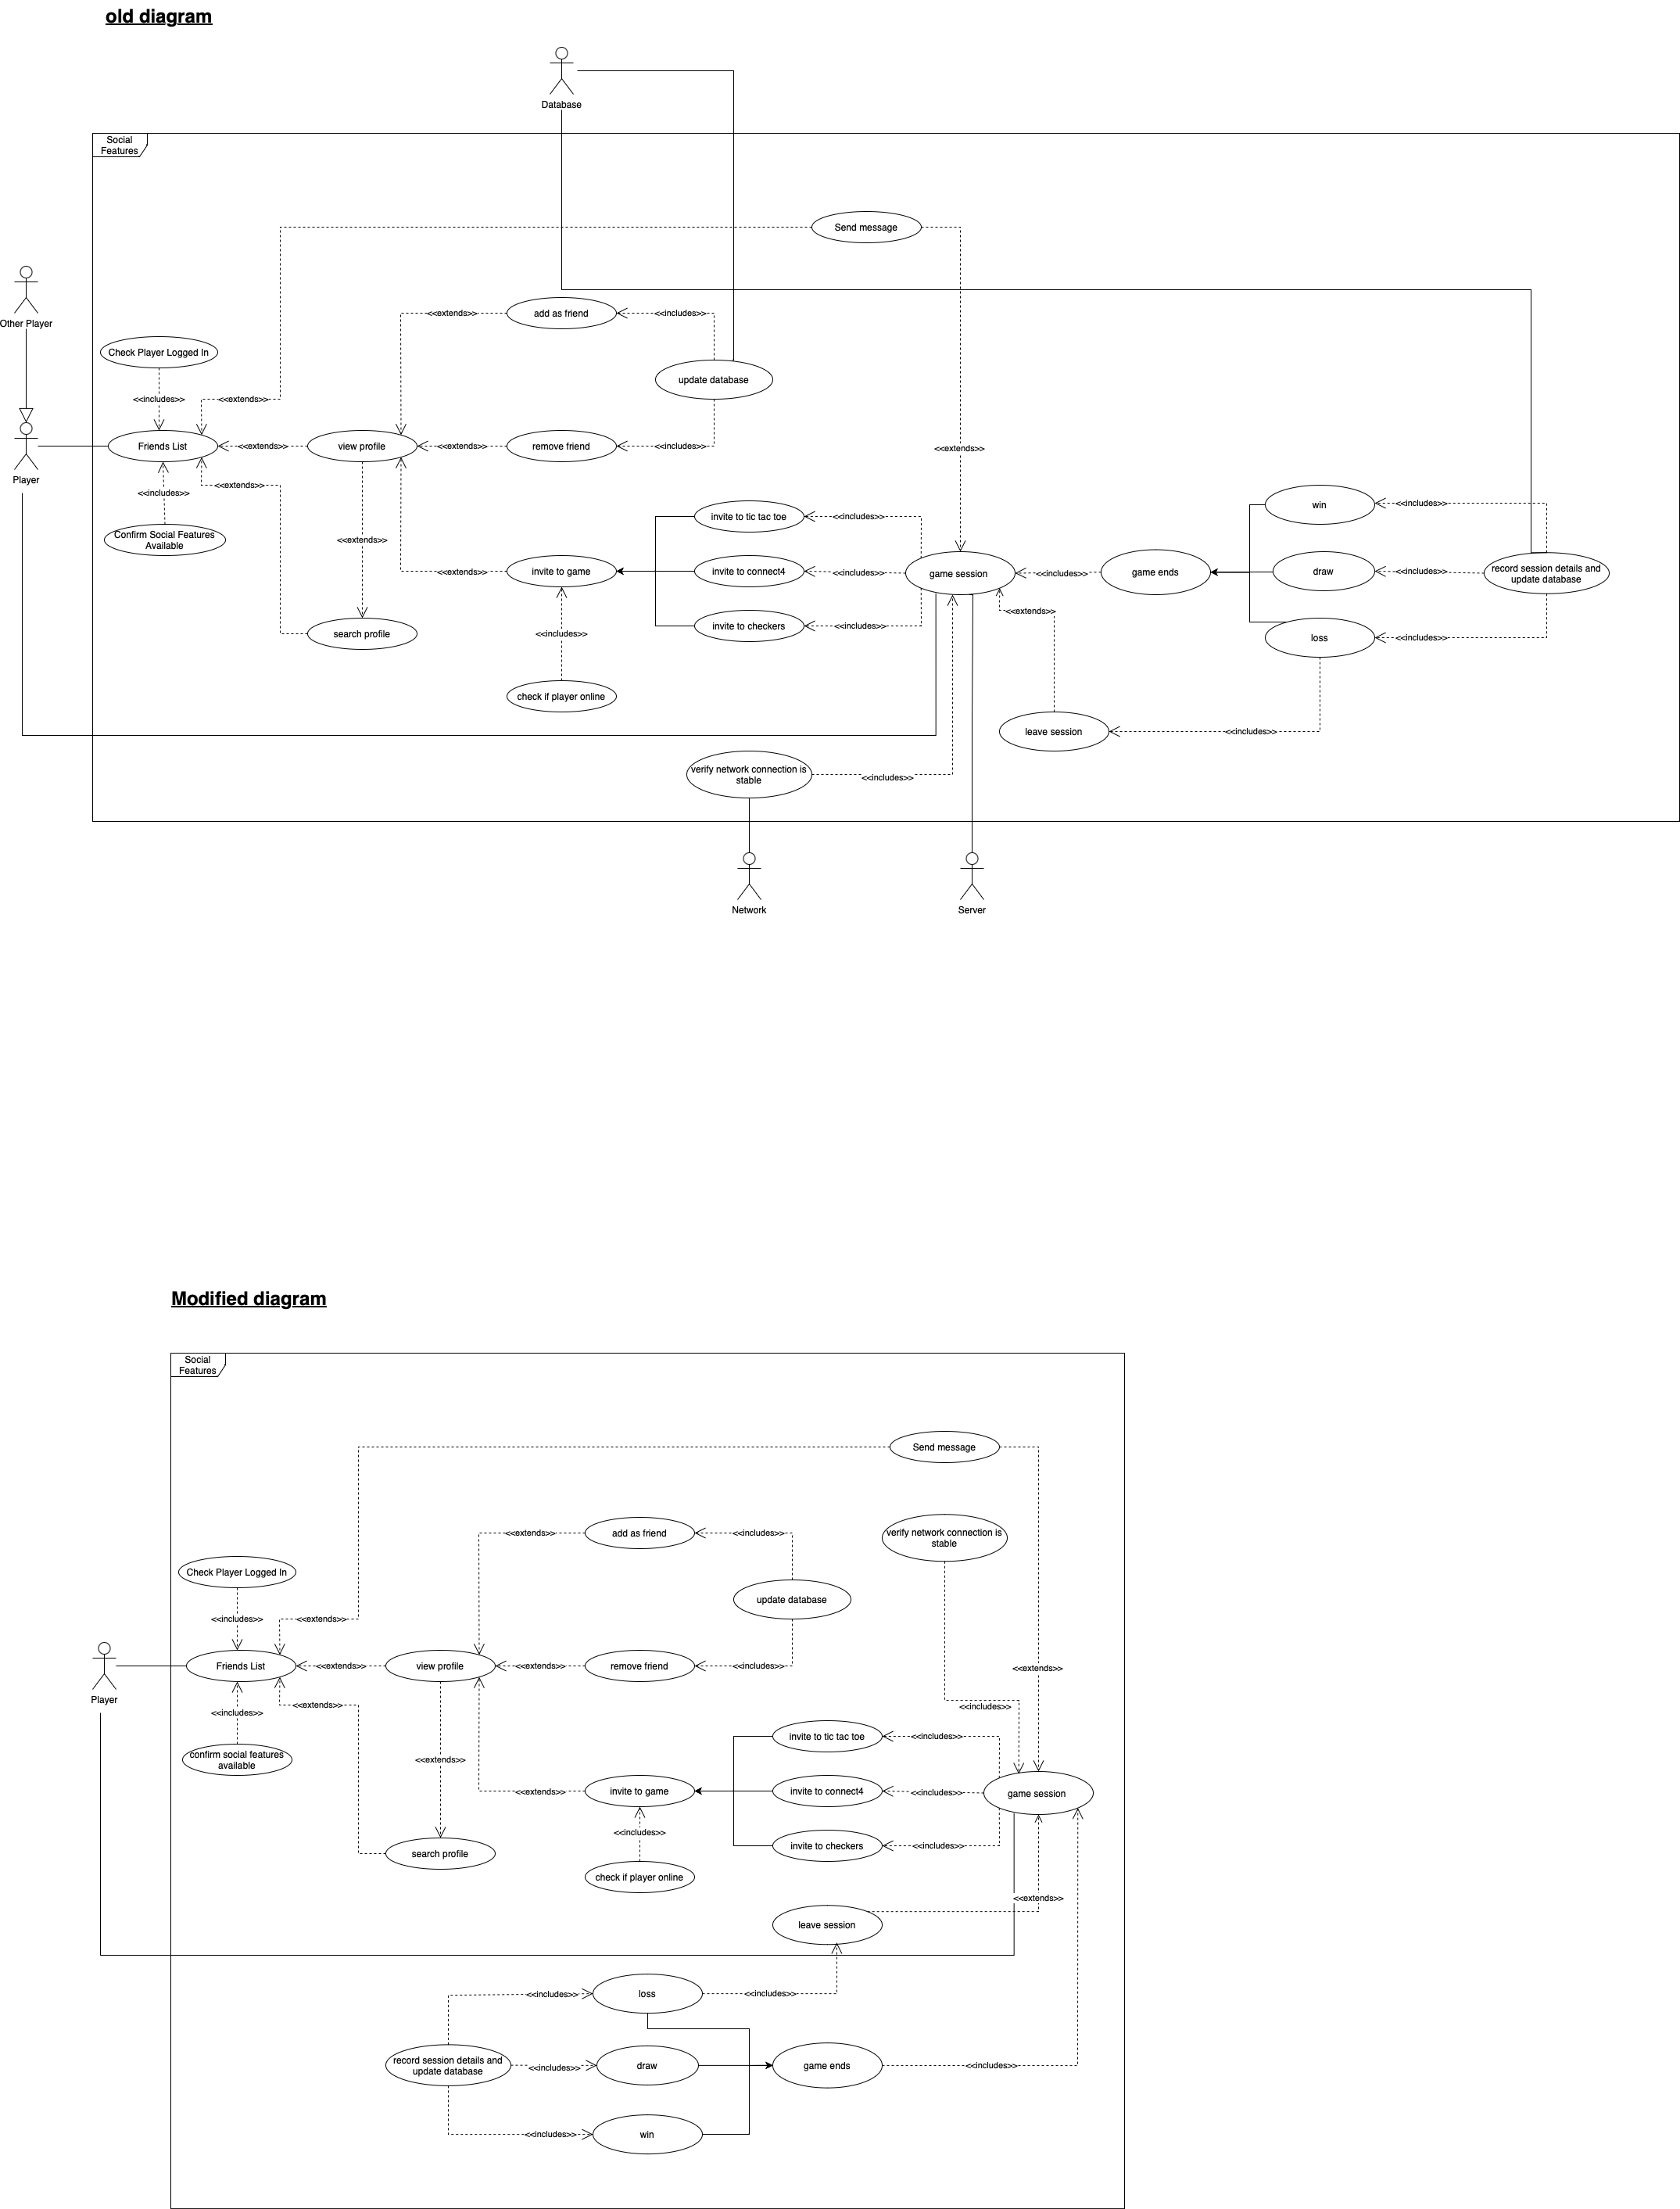 old diagram
Database
Social
Features
Send message
Other Player
<<extends>>
add as friend
<<includes>>
Check Player Logged In
update database
<<includes>>
<<extends>>
Friends List
<<extends>>
view profile
<<extends>>
remove friend
<<includes>>
<<extends>>
Player
<<extends>>
<<includes>>
Confirm Social Features
Available
<<extends>>
invite to tic tac toe
<<includes>>
win
<<includes>>
<<extends>>
invite to game
invite to connect4
<<includes>>
game session
<<includes>>
game ends
draw
<<includes>>
record session details and
update database
<<extends>>
search profile
<<includes>>
invite to checkers
<<includes>>
loss
<<includes>>
check if player online
leave session
<<includes>>
verify network connection is
stable
<<includes>>
Network
Server
Modified diagram
Social
Features
Send message
<<extends>>
add as friend
<<includes>>
verify network connection is
stable
Check Player Logged In
update database
<<includes>>
<<extends>>
Friends List
<<extends>>
view profile
<<extends>>
remove friend
<<includes>>
<<extends>>
Player
<<extends>>
<<includes>>
<<includes>>
confirm social features
available
<<extends>>
invite to tic tac toe
<<includes>>
<<extends>>
invite to game
invite to connect4
<<includes>>
game session
<<includes>>
invite to checkers
<<includes>>
search profile
check if player online
<<extends>>
leave session
<<includes>>
loss
<<includes>>
record session details and
update database
<<includes>>
draw
game ends
<<includes>>
<<includes>>
win